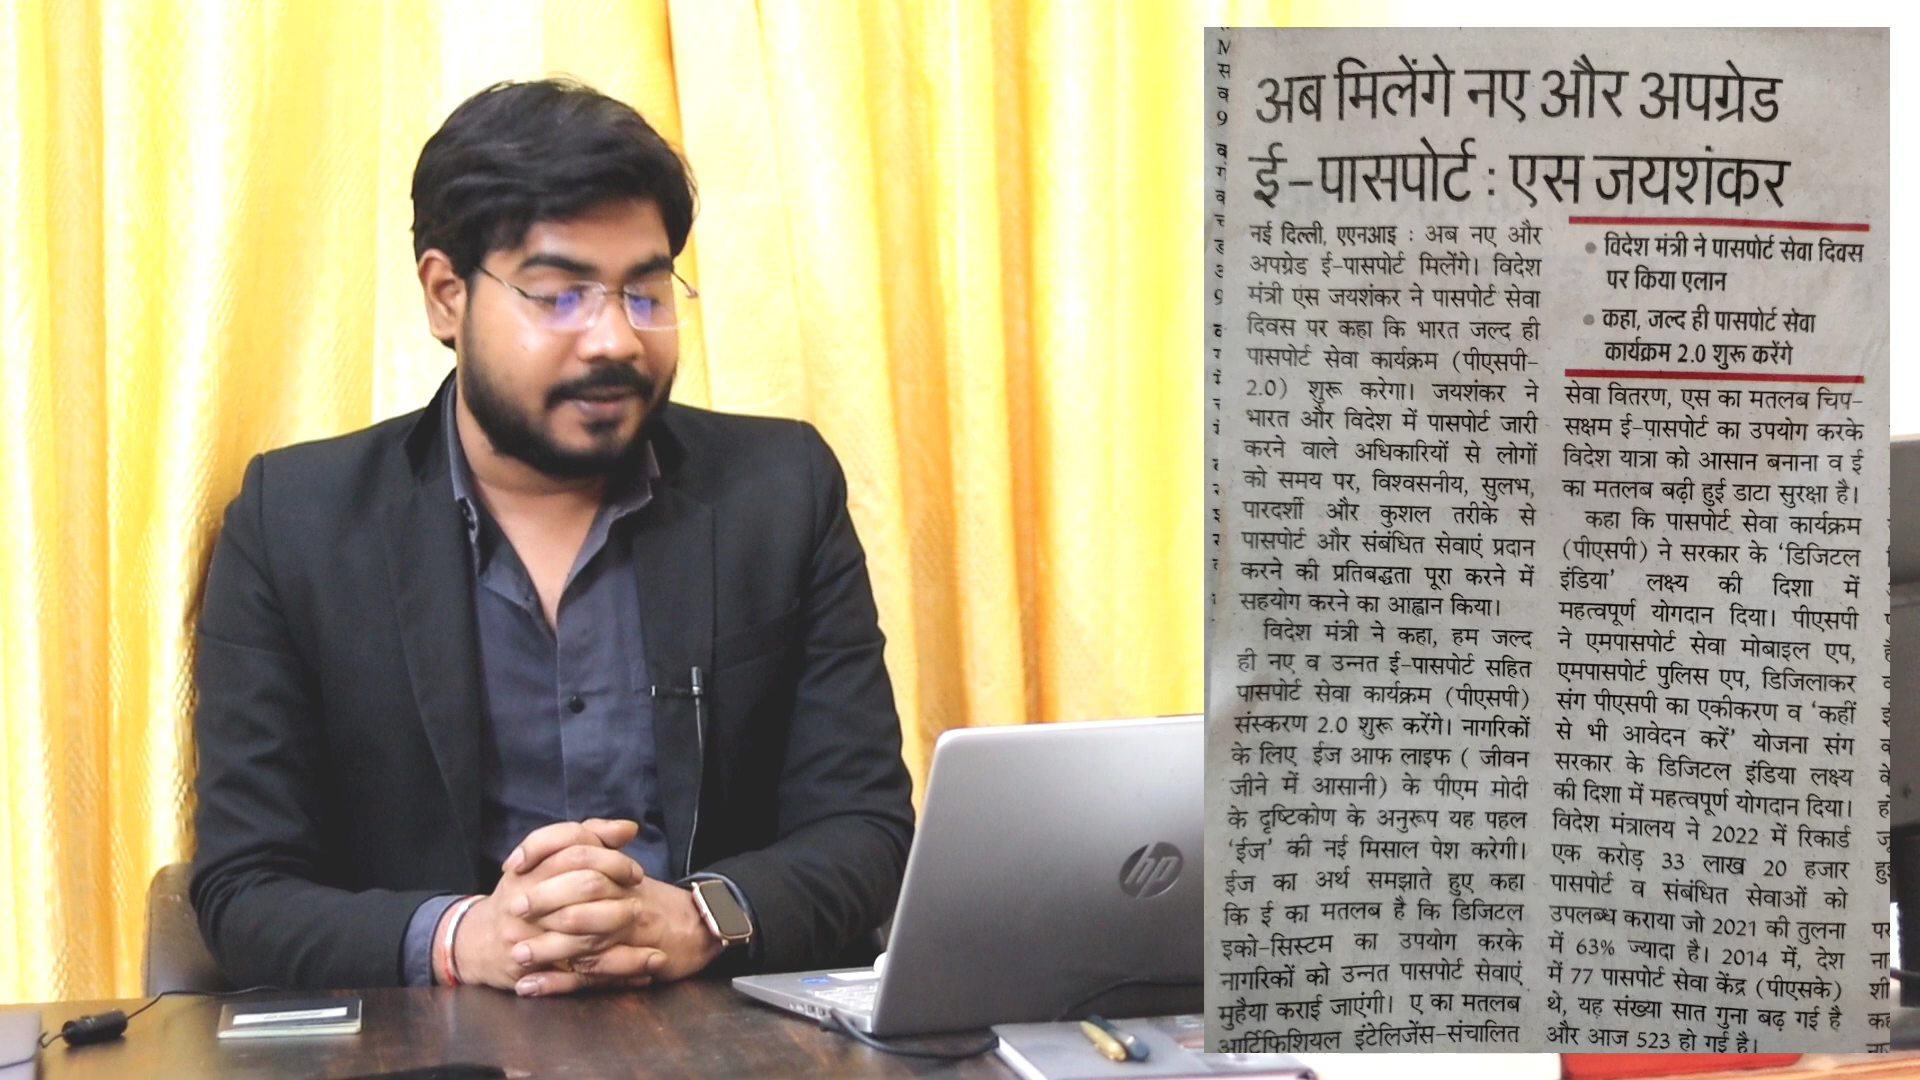 अब मिलेंगे नए और अपग्रेड
ई-पासपोर्ट : एस जयशंकर
नई दिल्ली, एएनआइ : अब नए और
अपग्रेड ई-पासपोर्ट मिलेंगे। विदेश
मंत्री एस जयशंकर ने पासपोर्ट सेवा
दिवस पर कहा कि भारत जल्द ही
पासपोर्ट सेवा कार्यक्रम (पीएसपी-
2.0) शुरू करेगा। जयशंकर ने
भारत और विदेश में पासपोर्ट जारी
करने वाले अधिकारियों से लोगों
को समय पर, विश्वसनीय, सुलभ,
पारदर्शी और कुशल तरीके से
पासपोर्ट और संबंधित सेवाएं प्रदान
करने की प्रतिबद्धता पूरा करने में
सहयोग करने का आह्वान किया।
विदेश मंत्री ने कहा, हम जल्द
ही नए व उन्नत ई-पासपोर्ट सहित
पासपोर्ट सेवा कार्यक्रम (पीएसपी)
संस्करण 2.0 शुरू करेंगे। नागरिकों
के लिए ईज आफ लाइफ ( जीवन
जीने में आसानी) के पीएम मोदी
के दृष्टिकोण के अनुरूप यह पहल
'ईज' की नई मिसाल पेश करेगी।
ईज का अर्थ समझाते हुए कहा
कि ई का मतलब है कि डिजिटल
इको-सिस्टम का उपयोग करके
नागरिकों को उन्नत पासपोर्ट सेवाएं
मुहैया कराई जाएंगी। ए का मतलब
आर्टिफिशियल इंटेलिजेंस-संचालित
• विदेश मंत्री ने पासपोर्ट सेवा दिवस
पर किया एलान
• कहा, जल्द ही पासपोर्ट सेवा
कार्यक्रम 2.0 शुरू करेंगे
सेवा वितरण, एस का मतलब चिप-
सक्षम ई-पासपोर्ट का उपयोग करके
विदेश यात्रा को आसान बनाना व ई
का मतलब बढ़ी हुई डाटा सुरक्षा है।
कहा कि पासपोर्ट सेवा कार्यक्रम
(पीएसपी) ने सरकार के 'डिजिटल
इंडिया' लक्ष्य की दिशा में
महत्वपूर्ण योगदान दिया। पीएसपी
ने एमपासपोर्ट सेवा मोबाइल एप,
एमपासपोर्ट पुलिस एप, डिजिलाकर
संग पीएसपी का एकीकरण व 'कहीं
से भी आवेदन करें' योजना संग
सरकार के डिजिटल इंडिया लक्ष्य
की दिशा में महत्वपूर्ण योगदान दिया।
विदेश मंत्रालय ने 2022 में रिकार्ड
एक करोड़ 33 लाख 20 हजार
पासपोर्ट व संबंधित सेवाओं को
उपलब्ध कराया जो 2021 की तुलना
में 63% ज्यादा है। 2014 में, देश
में 77 पासपोर्ट सेवा केंद्र (पीएसके)
थे, यह संख्या सात गुना बढ़ गई है
और आज 523 हो गई है।
hp